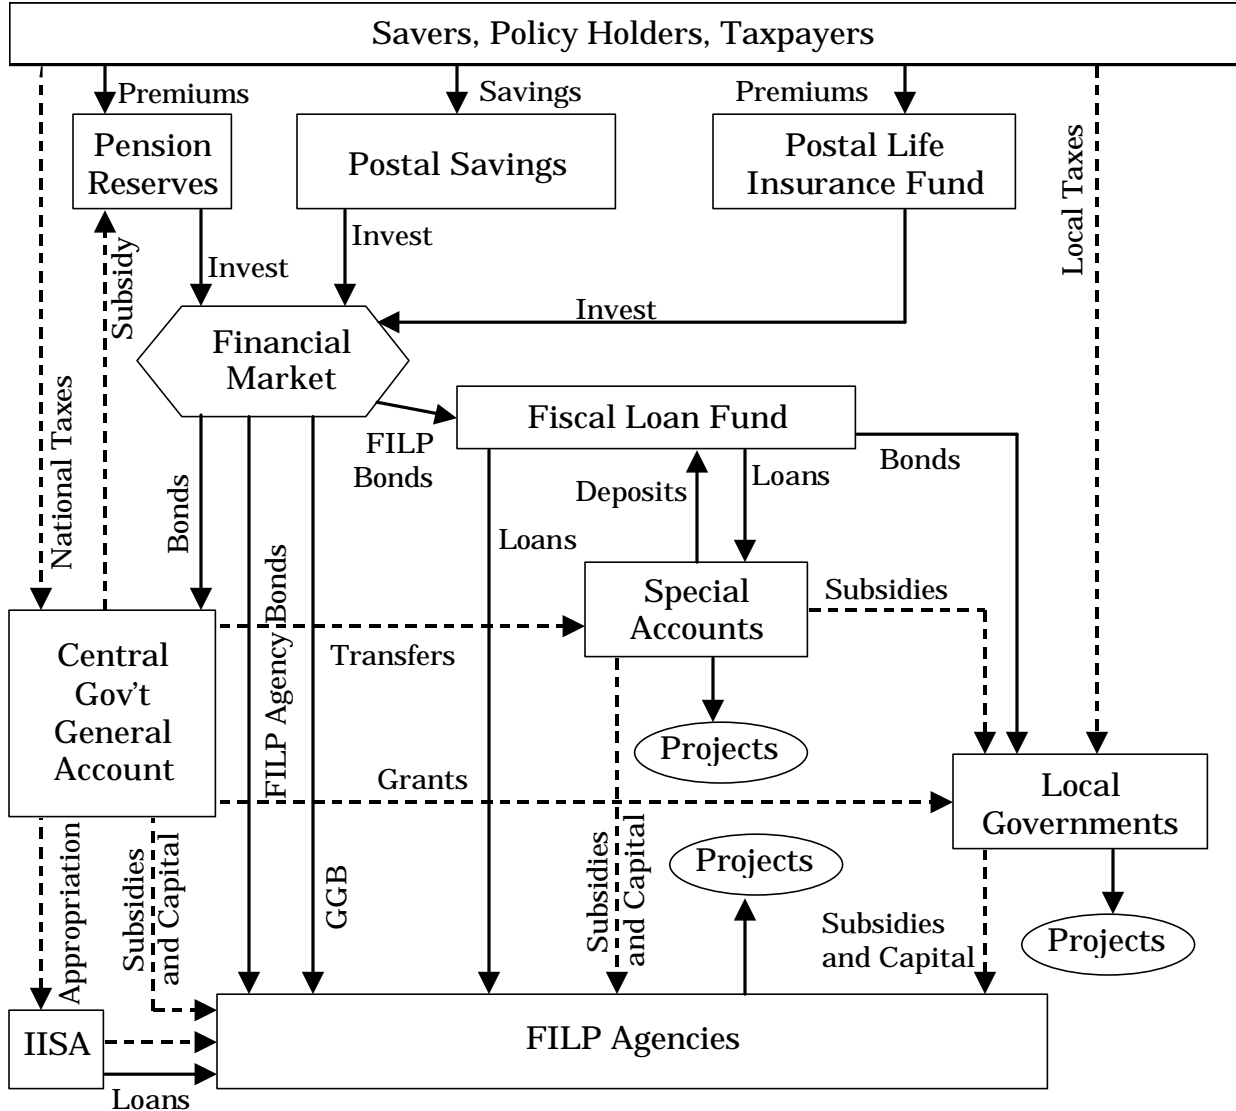 Savers, Policy Holders, Taxpayers
Premiums
Savings
Premiums
Pension
Reserves
Postal Savings
Postal Life
Insurance Fund
Local Taxes
Subsidy
Invest
Invest
Invest
Financial
Market
National Taxes
Fiscal Loan Fund
FILP
Bonds
Bonds
Bonds
Deposits
Loans
Loans
FILP Agency Bonds
Special
Accounts
Subsidies
Transfers
Central
Gov't
General
Account
Projects
Grants
Local
Governments
Appropriation
Subsidies
and Capital
GGB
Subsidies
and Capital
Projects
Subsidies
and Capital
Projects
IISA
FILP Agencies
Loans